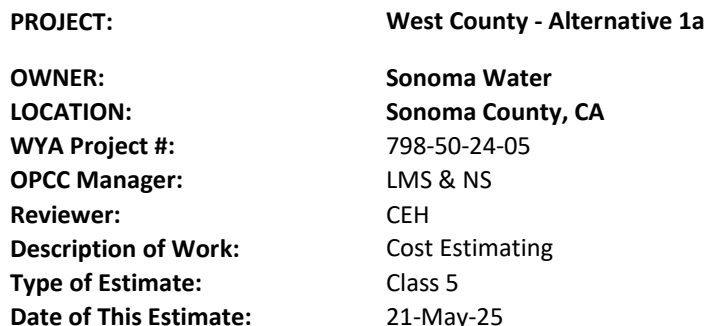 PROJECT: West County - Alternative 1a
OWNER: Sonoma Water
LOCATION: Sonoma County, CA
WYA Project #: 798-50-24-05
OPCC Manager: LMS & NS
Reviewer: CEH
Description of Work: Cost Estimating
Type of Estimate: Class 5
Date of This Estimate: 21-May-25